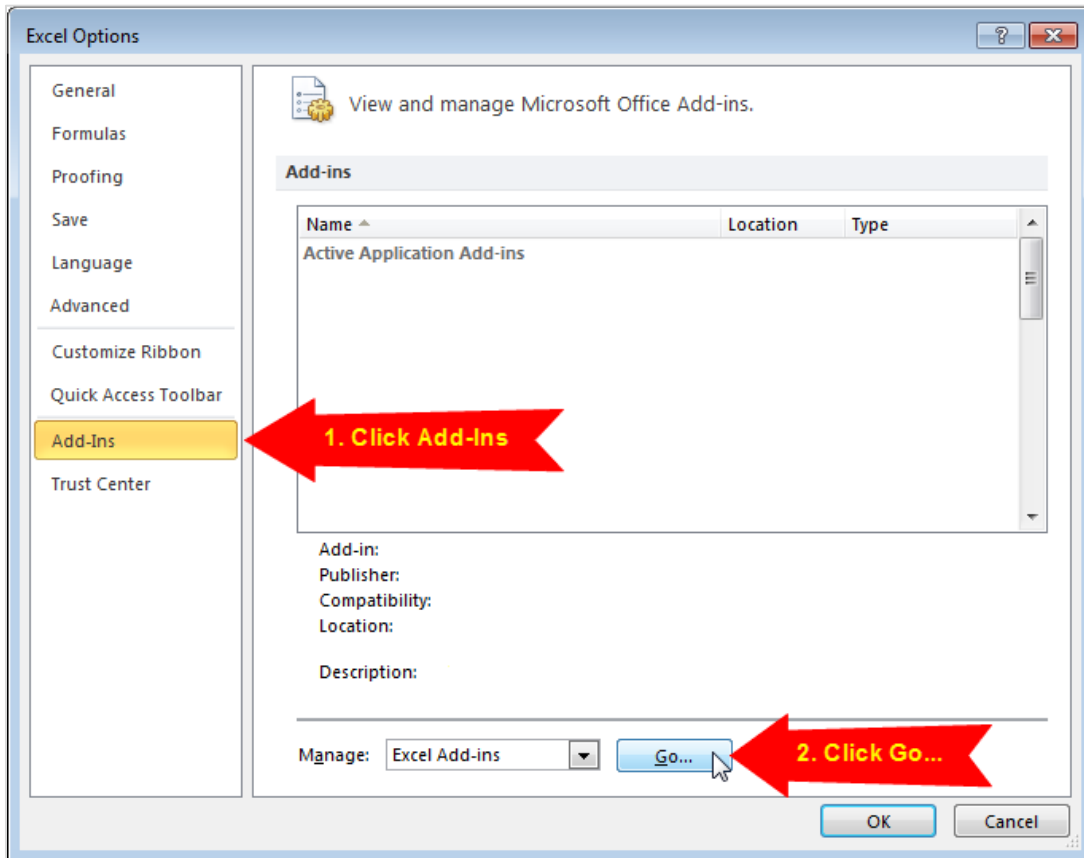 Excel Options
General
Formulas
Proofing
Save
Language
Advanced
Customize Ribbon
Quick Access Toolbar
Add-Ins
Trust Center
View and manage Microsoft Office Add-ins.
Add-ins
Name Location Type
Active Application Add-ins
1. Click Add-Ins
Add-in:
Publisher:
Compatibility:
Location:
Description:
Manage: Excel Add-ins Go... 2. Click Go...
OK Cancel